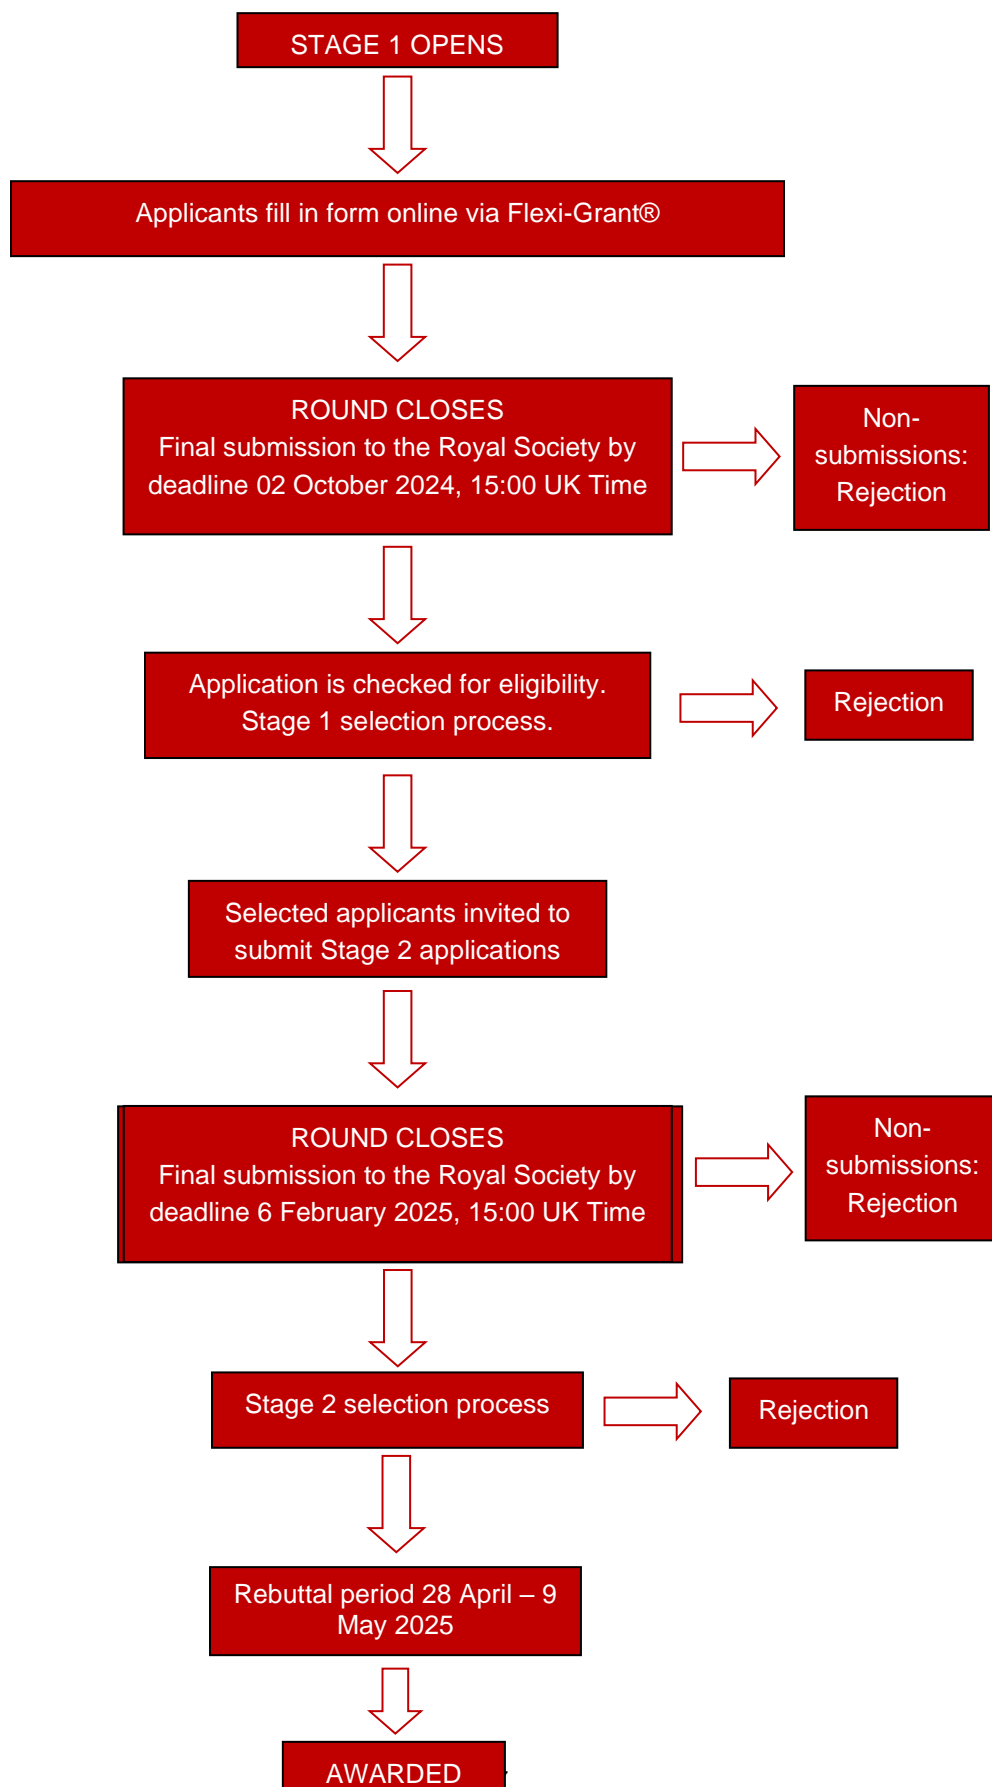 STAGE 1 OPENS
Applicants fill in form online via Flexi-Grant®
ROUND CLOSES
Final submission to the Royal Society by
deadline 02 October 2024, 15:00 UK Time
Non-
submissions:
Rejection
Application is checked for eligibility.
Stage 1 selection process.
Rejection
Selected applicants invited to
submit Stage 2 applications
ROUND CLOSES
Final submission to the Royal Society by
deadline 6 February 2025, 15:00 UK Time
Non-
submissions:
Rejection
Stage 2 selection process
Rejection
Rebuttal period 28 April – 9
May 2025
AWARDED